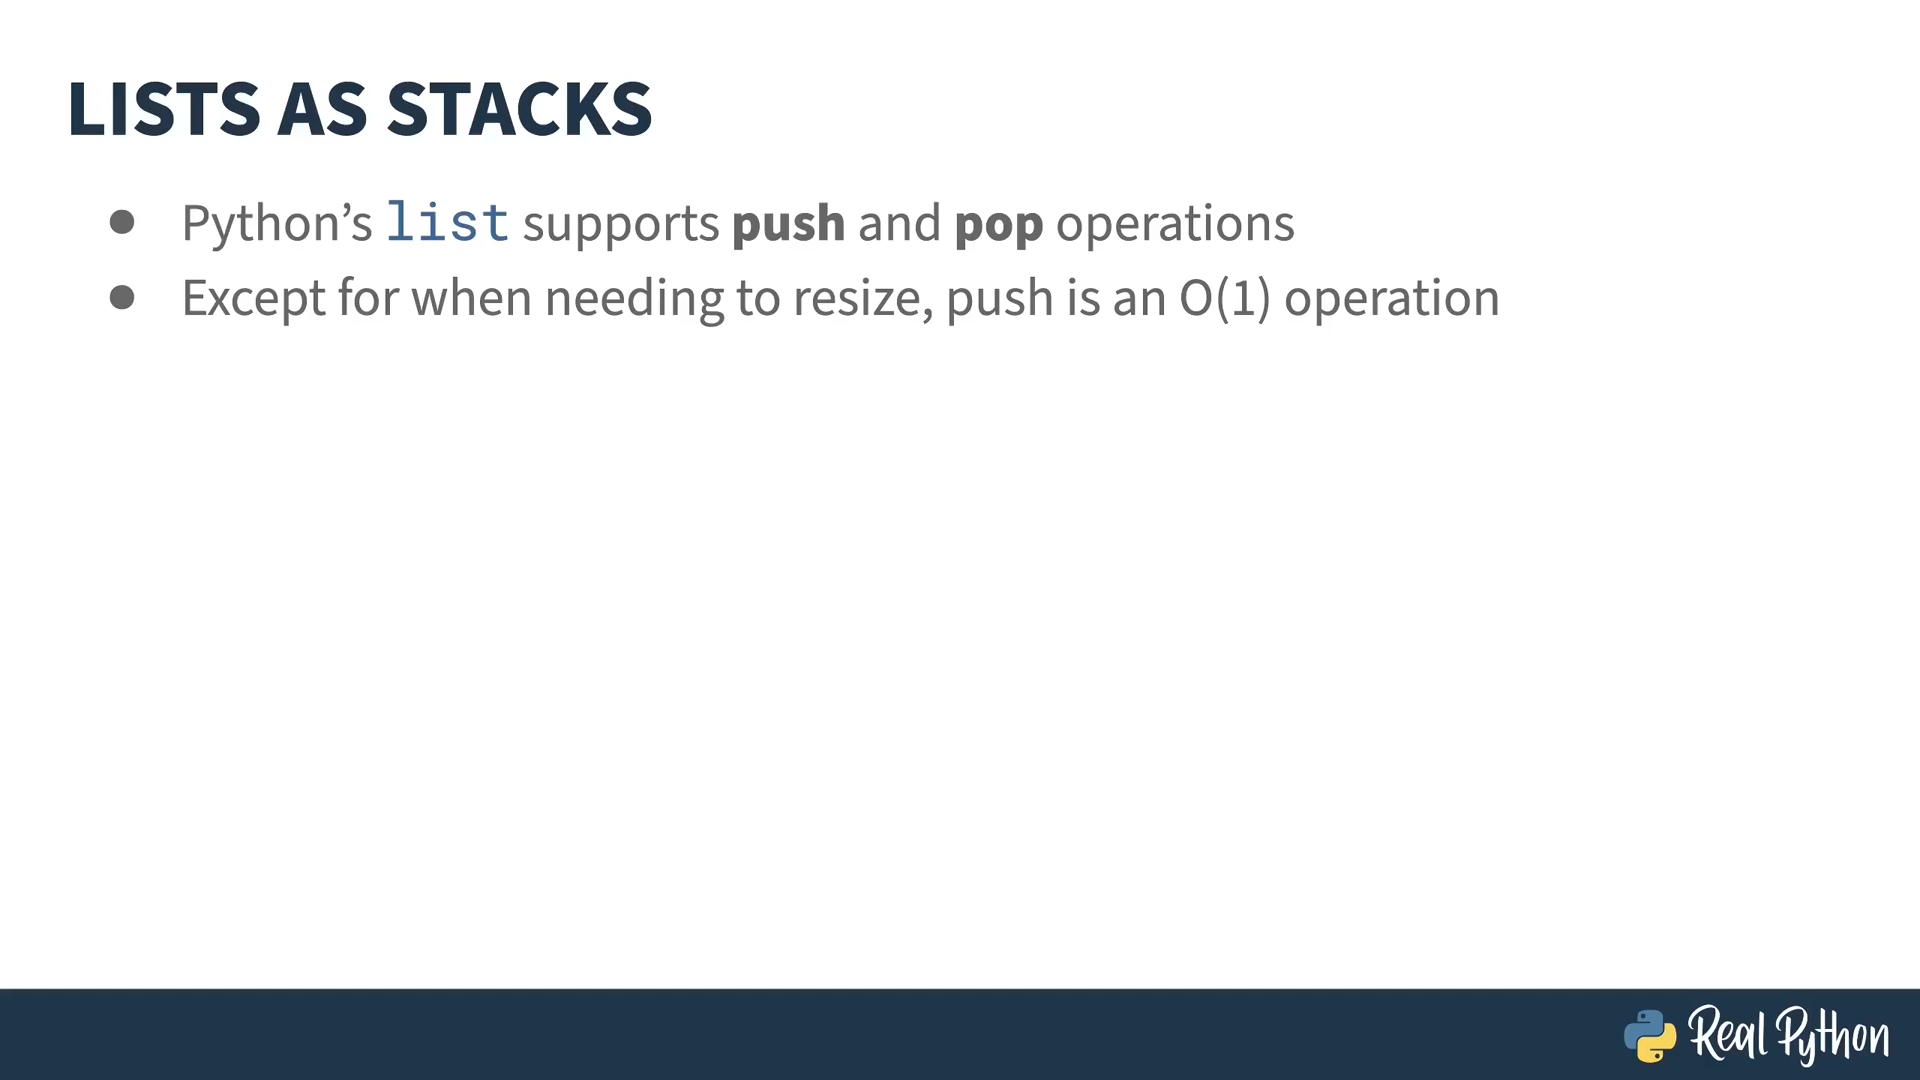 LISTS AS STACKS
● Python’s list supports push and pop operations
● Except for when needing to resize, push is an O(1) operation
Real Python